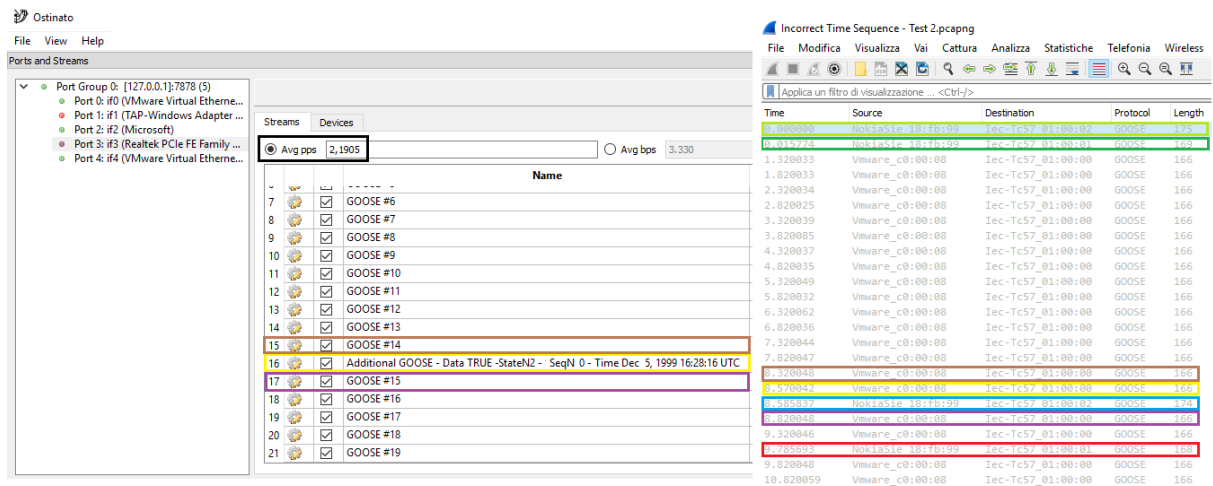 Ostinato
File View Help
Ports and Streams
Port Group 0: [127.0.0.1]:7878 (5)
Port 0: if0 (VMware Virtual Etherne...
Port 1: if1 (TAP-Windows Adapter ...
Port 2: if2 (Microsoft)
Port 3: if3 (Realtek PCIe FE Family ...
Port 4: if4 (VMware Virtual Etherne...
Streams Devices
Avg pps 2,1905 Avg bps 3.330
Name
7 GOOSE #6
8 GOOSE #7
9 GOOSE #8
10 GOOSE #9
11 GOOSE #10
12 GOOSE #11
13 GOOSE #12
14 GOOSE #13
15 GOOSE #14
16 Additional GOOSE - Data TRUE -StateN2 - SeqN 0 - Time Dec 5, 1999 16:28:16 UTC
17 GOOSE #15
18 GOOSE #16
19 GOOSE #17
20 GOOSE #18
21 GOOSE #19
Incorrect Time Sequence - Test 2.pcapng
File Modifica Visualizza Vai Cattura Analizza Statistiche Telefonia Wireless
Applica un filtro di visualizzazione ... <Ctrl-/>
Time Source Destination Protocol Length
0.000000 NokiaSie_18:fb:99 Iec-Tc57_01:00:02 GOOSE 175
0.015774 NokiaSie_18:fb:99 Iec-Tc57_01:00:01 GOOSE 169
1.320033 Vmware_c0:00:08 Iec-Tc57_01:00:00 GOOSE 166
1.820033 Vmware_c0:00:08 Iec-Tc57_01:00:00 GOOSE 166
2.320034 Vmware_c0:00:08 Iec-Tc57_01:00:00 GOOSE 166
2.820025 Vmware_c0:00:08 Iec-Tc57_01:00:00 GOOSE 166
3.320039 Vmware_c0:00:08 Iec-Tc57_01:00:00 GOOSE 166
3.820085 Vmware_c0:00:08 Iec-Tc57_01:00:00 GOOSE 166
4.320037 Vmware_c0:00:08 Iec-Tc57_01:00:00 GOOSE 166
4.820035 Vmware_c0:00:08 Iec-Tc57_01:00:00 GOOSE 166
5.320049 Vmware_c0:00:08 Iec-Tc57_01:00:00 GOOSE 166
5.820032 Vmware_c0:00:08 Iec-Tc57_01:00:00 GOOSE 166
6.320062 Vmware_c0:00:08 Iec-Tc57_01:00:00 GOOSE 166
6.820036 Vmware_c0:00:08 Iec-Tc57_01:00:00 GOOSE 166
7.320044 Vmware_c0:00:08 Iec-Tc57_01:00:00 GOOSE 166
7.820047 Vmware_c0:00:08 Iec-Tc57_01:00:00 GOOSE 166
8.320048 Vmware_c0:00:08 Iec-Tc57_01:00:00 GOOSE 166
8.570042 Vmware_c0:00:08 Iec-Tc57_01:00:00 GOOSE 166
8.585837 NokiaSie_18:fb:99 Iec-Tc57_01:00:02 GOOSE 174
8.820048 Vmware_c0:00:08 Iec-Tc57_01:00:00 GOOSE 166
9.320046 Vmware_c0:00:08 Iec-Tc57_01:00:00 GOOSE 166
9.785693 NokiaSie_18:fb:99 Iec-Tc57_01:00:01 GOOSE 168
9.820048 Vmware_c0:00:08 Iec-Tc57_01:00:00 GOOSE 166
10.820059 Vmware_c0:00:08 Iec-Tc57_01:00:00 GOOSE 166